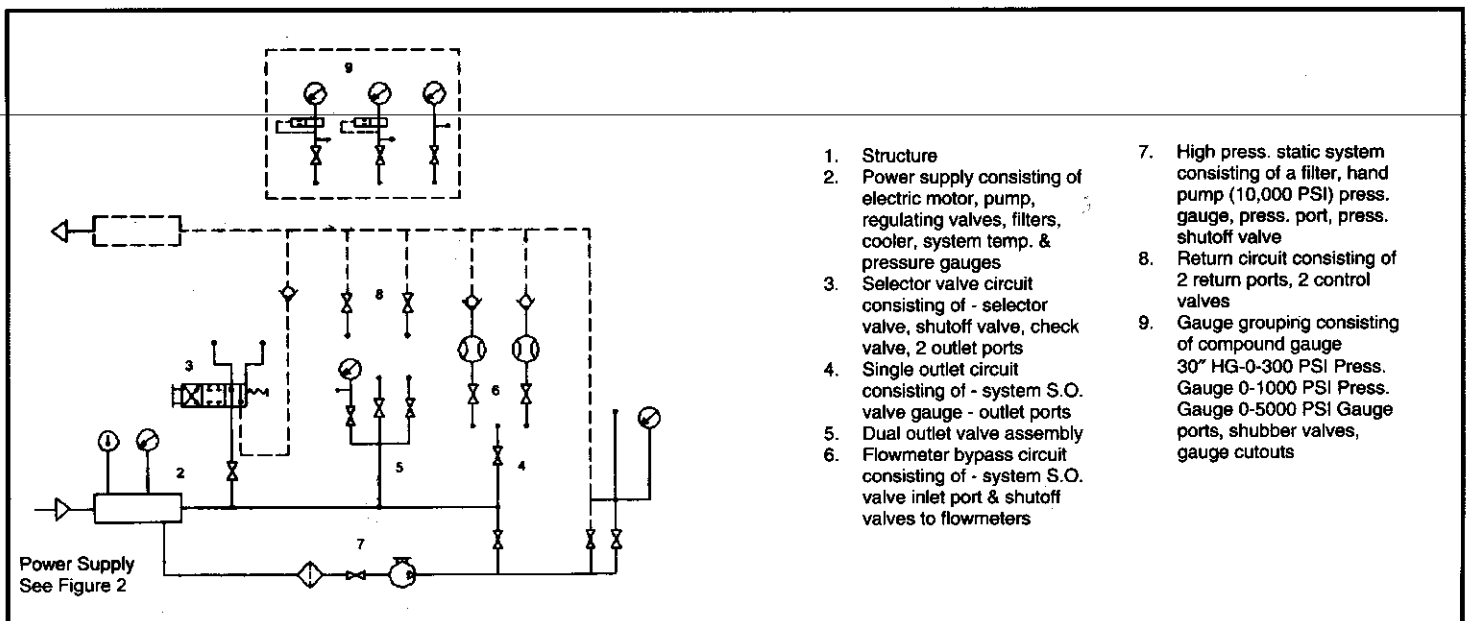 9
8
3
6
2
5
4
7
Power Supply
See Figure 2
1. Structure
2. Power supply consisting of
electric motor, pump,
regulating valves, filters,
cooler, system temp. &
pressure gauges
3. Selector valve circuit
consisting of - selector
valve, shutoff valve, check
valve, 2 outlet ports
4. Single outlet circuit
consisting of - system S.O.
valve gauge - outlet ports
5. Dual outlet valve assembly
6. Flowmeter bypass circuit
consisting of - system S.O.
valve inlet port & shutoff
valves to flowmeters
7. High press. static system
consisting of a filter, hand
pump (10,000 PSI) press.
gauge, press. port, press.
shutoff valve
8. Return circuit consisting of
2 return ports, 2 control
valves
9. Gauge grouping consisting
of compound gauge
30″ HG-0-300 PSI Press.
Gauge 0-1000 PSI Press.
Gauge 0-5000 PSI Gauge
ports, shubber valves,
gauge cutouts